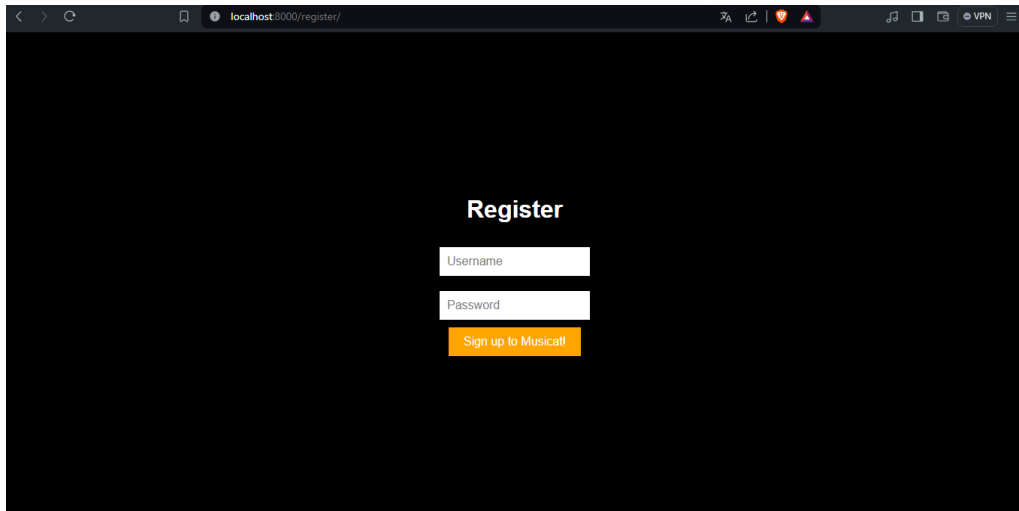 localhost:8000/register/
VPN
Register
Username
Password
Sign up to Musicat!